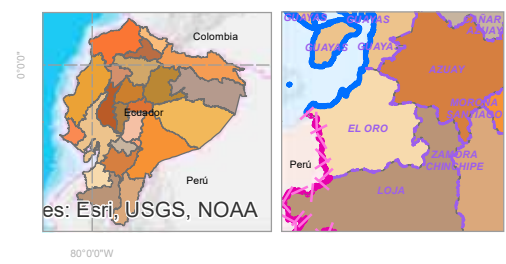 Colombia
0°0'0"
Ecuador
Perú
es: Esri, USGS, NOAA
80°0'0"W
GUAYAS
GUAYAS
GUAYAS
GUAYAS
CAÑAR
AZUAY
AZUAY
MORONA
SANTIAGO
EL ORO
ZAMORA
CHINCHIPE
Perú
LOJA